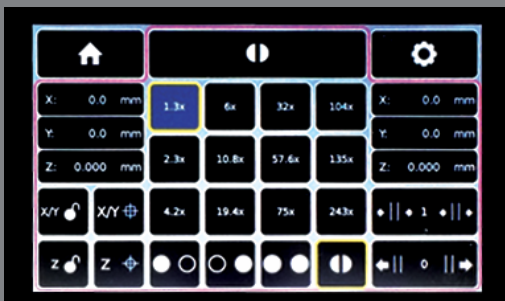 X: 0.0 mm 1.3x 6x 32x 104x X: 0.0 mm
Y: 0.0 mm Y: 0.0 mm
Z: 0.000 mm 2.3x 10.8x 57.6x 135x Z: 0.000 mm
X/Y X/Y 4.2x 19.4x 75x 243x 1
Z Z 0